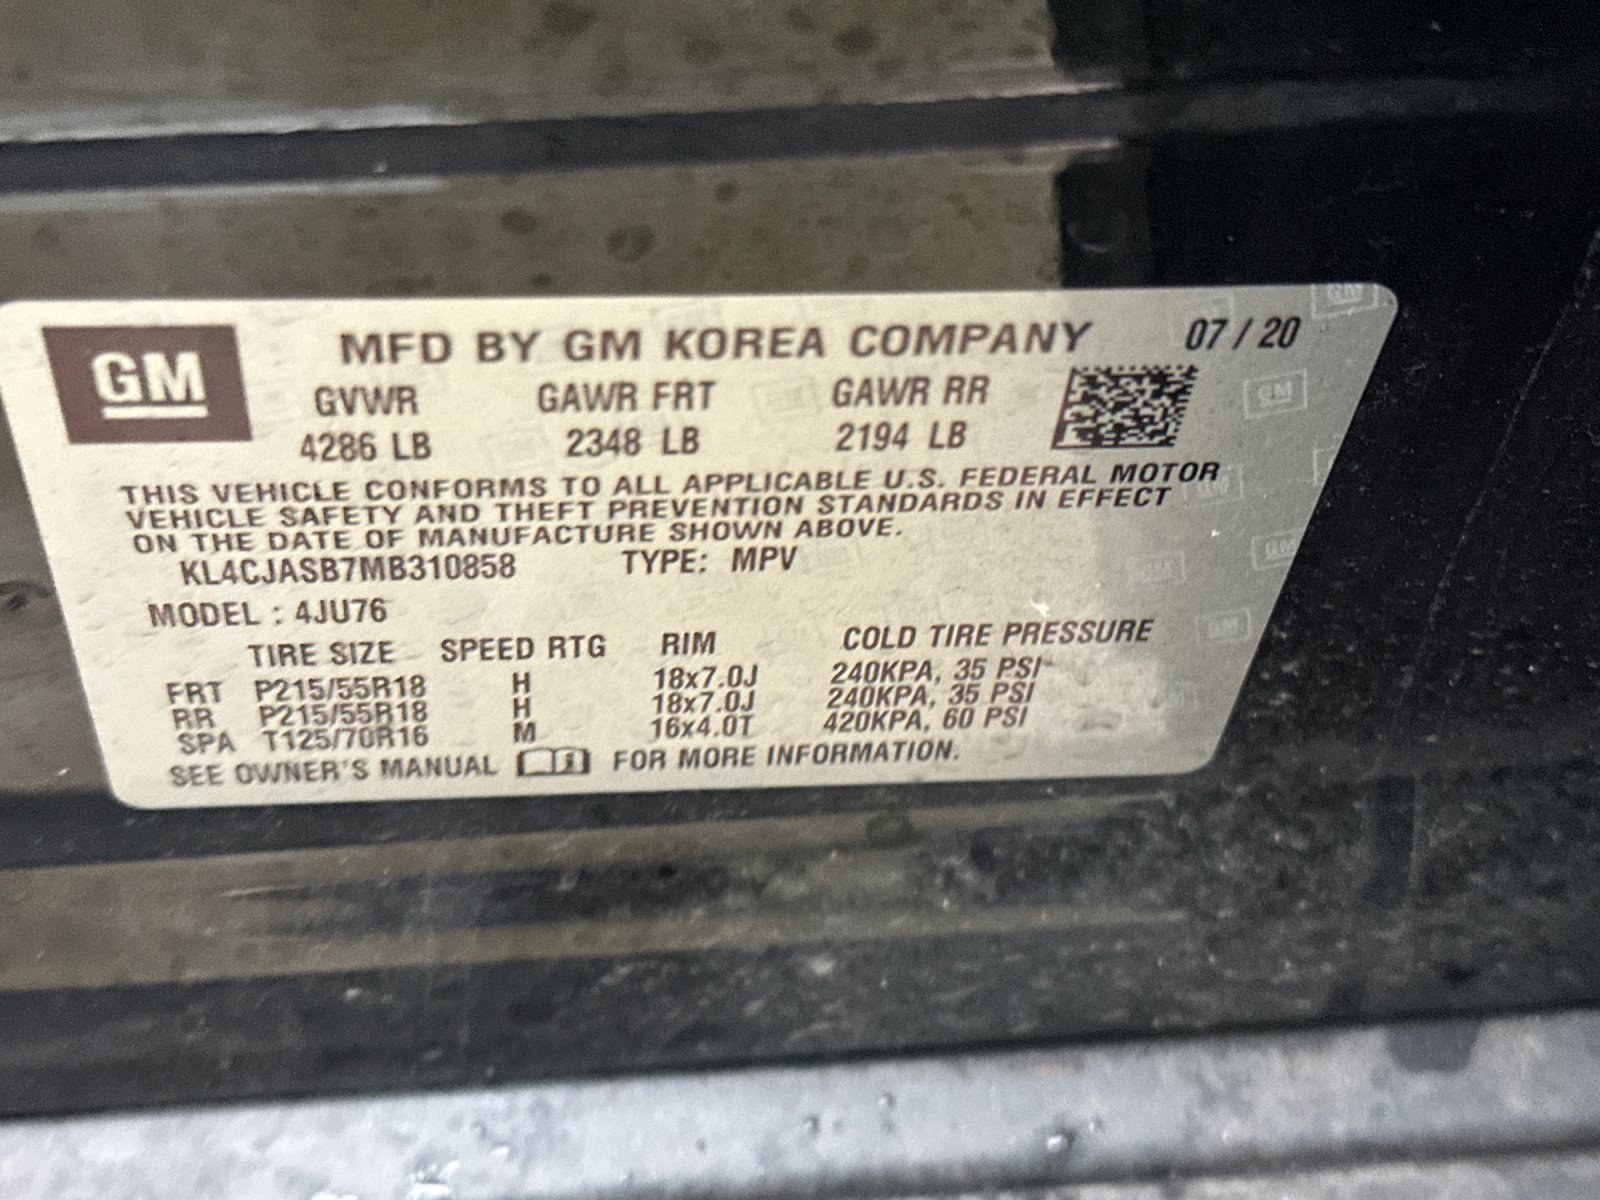 GM
MFD BY GM KOREA COMPANY 07 / 20
GVWR GAWR FRT GAWR RR
4286 LB 2348 LB 2194 LB
THIS VEHICLE CONFORMS TO ALL APPLICABLE U.S. FEDERAL MOTOR
VEHICLE SAFETY AND THEFT PREVENTION STANDARDS IN EFFECT
ON THE DATE OF MANUFACTURE SHOWN ABOVE.
KL4CJASB7MB310858 TYPE: MPV
MODEL : 4JU76
TIRE SIZE SPEED RTG RIM COLD TIRE PRESSURE
FRT P215/55R18 H 18x7.0J 240KPA, 35 PSI
RR P215/55R18 H 18x7.0J 240KPA, 35 PSI
SPA T125/70R16 M 16x4.0T 420KPA, 60 PSI
SEE OWNER'S MANUAL FOR MORE INFORMATION.